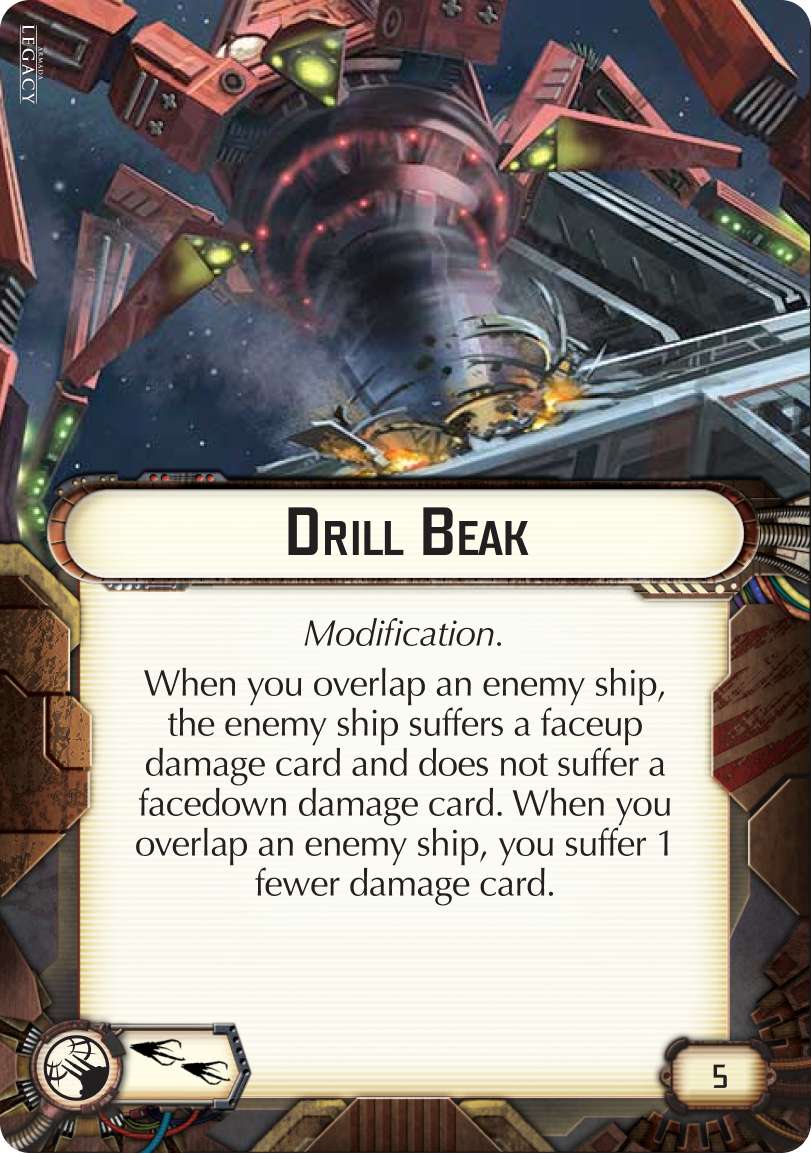 ARMADA
LEGACY
DRILL BEAK
Modification.
When you overlap an enemy ship,
the enemy ship suffers a faceup
damage card and does not suffer a
facedown damage card. When you
overlap an enemy ship, you suffer 1
fewer damage card.
5